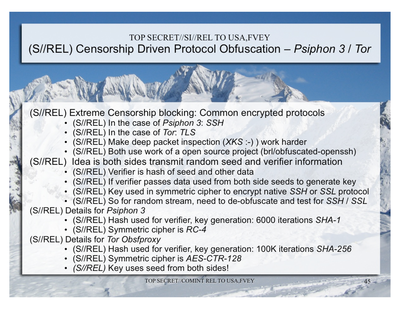 TOP SECRET//SI//REL TO USA,FVEY
(S//REL) Censorship Driven Protocol Obfuscation – Psiphon 3 / Tor
(S//REL) Extreme Censorship blocking: Common encrypted protocols
• (S//REL) In the case of Psiphon 3: SSH
• (S//REL) In the case of Tor: TLS
• (S//REL) Make deep packet inspection (XKS :-) ) work harder
• (S//REL) Both use work of a open source project (brl/obfuscated-openssh)
(S//REL) Idea is both sides transmit random seed and verifier information
• (S//REL) Verifier is hash of seed and other data
• (S//REL) If verifier passes data used from both side seeds to generate key
• (S//REL) Key used in symmetric cipher to encrypt native SSH or SSL protocol
• (S//REL) So for random stream, need to de-obfuscate and test for SSH / SSL
(S//REL) Details for Psiphon 3
• (S//REL) Hash used for verifier, key generation: 6000 iterations SHA-1
• (S//REL) Symmetric cipher is RC-4
(S//REL) Details for Tor Obsfproxy
• (S//REL) Hash used for verifier, key generation: 100K iterations SHA-256
• (S//REL) Symmetric cipher is AES-CTR-128
• (S//REL) Key uses seed from both sides!
TOP SECRET//COMINT REL TO USA,FVEY
45